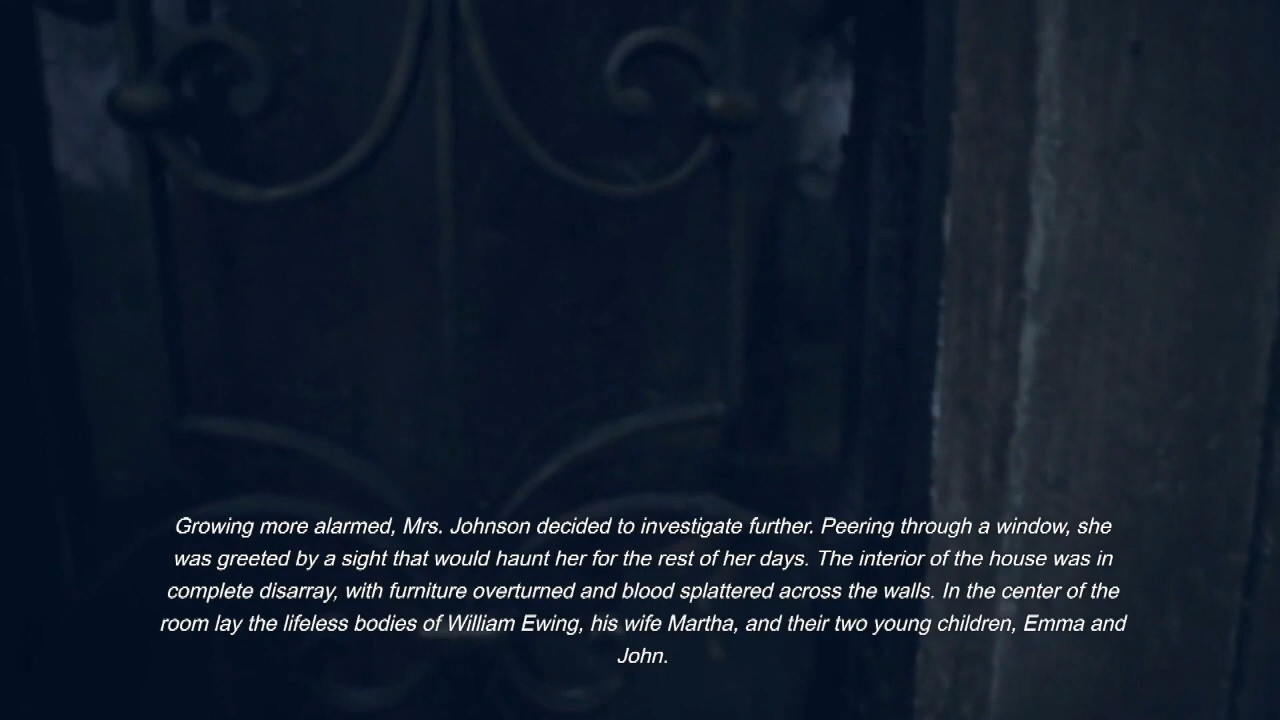 Growing more alarmed, Mrs. Johnson decided to investigate further. Peering through a window, she
was greeted by a sight that would haunt her for the rest of her days. The interior of the house was in
complete disarray, with furniture overturned and blood splattered across the walls. In the center of the
room lay the lifeless bodies of William Ewing, his wife Martha, and their two young children, Emma and
John.